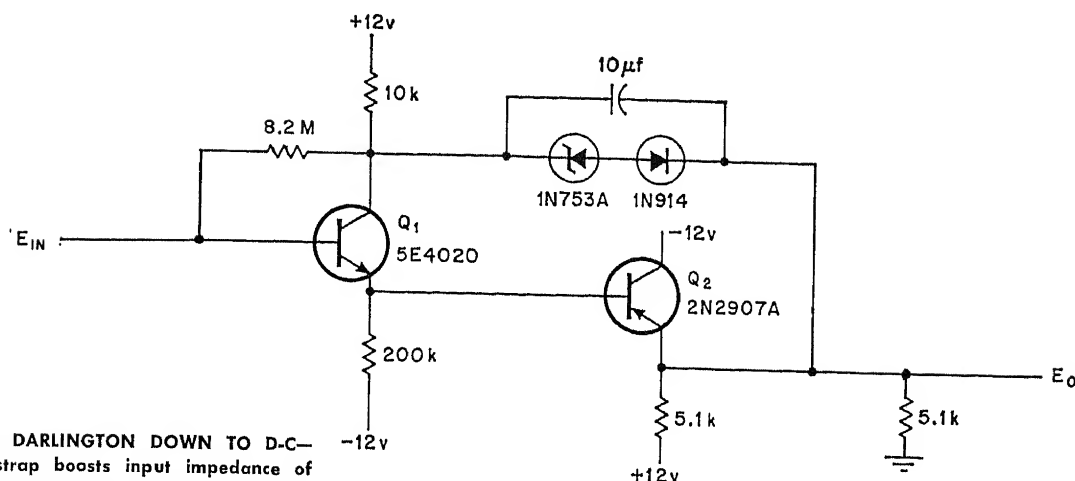 +12v
10k
10μf
8.2 M
1N753A
1N914
E_IN
Q₁
5E4020
-12v
Q₂
2N2907A
200k
E_O
5.1k
5.1k
DARLINGTON DOWN TO D-C—
-12v
strap boosts input impedance of
+12v